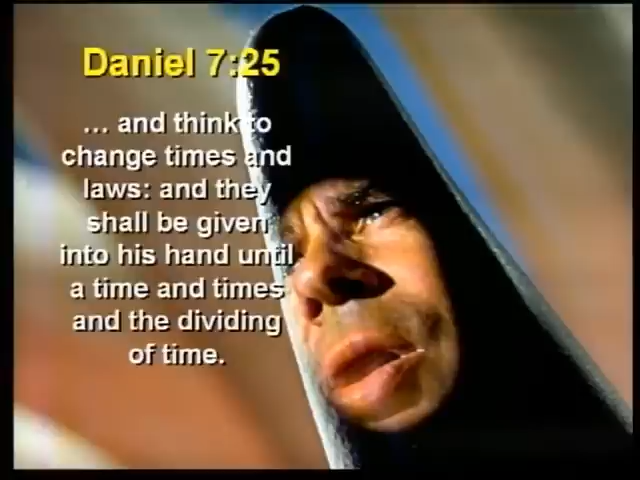 Daniel 7:25
... and think to
change times and
laws: and they
shall be given
into his hand until
a time and times
and the dividing
of time.